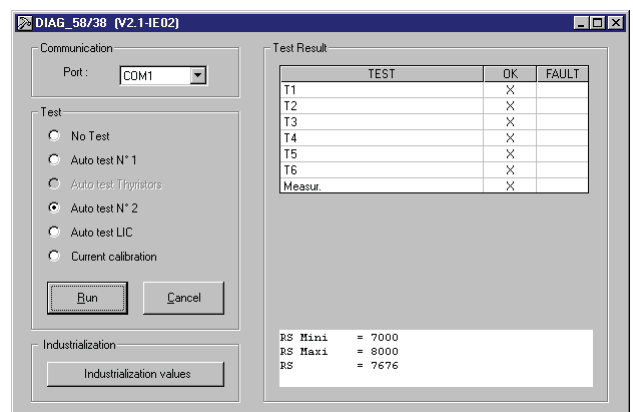 DIAG_58/38 (V2.1-IE02)
Communication
Port : COM1
Test
No Test
Auto test N° 1
Auto test Thyristors
Auto test N° 2
Auto test LIC
Current calibration
Run Cancel
Industrialization
Industrialization values
Test Result
TEST OK FAULT
T1 X
T2 X
T3 X
T4 X
T5 X
T6 X
Measur. X
RS Mini = 7000
RS Maxi = 8000
RS = 7676